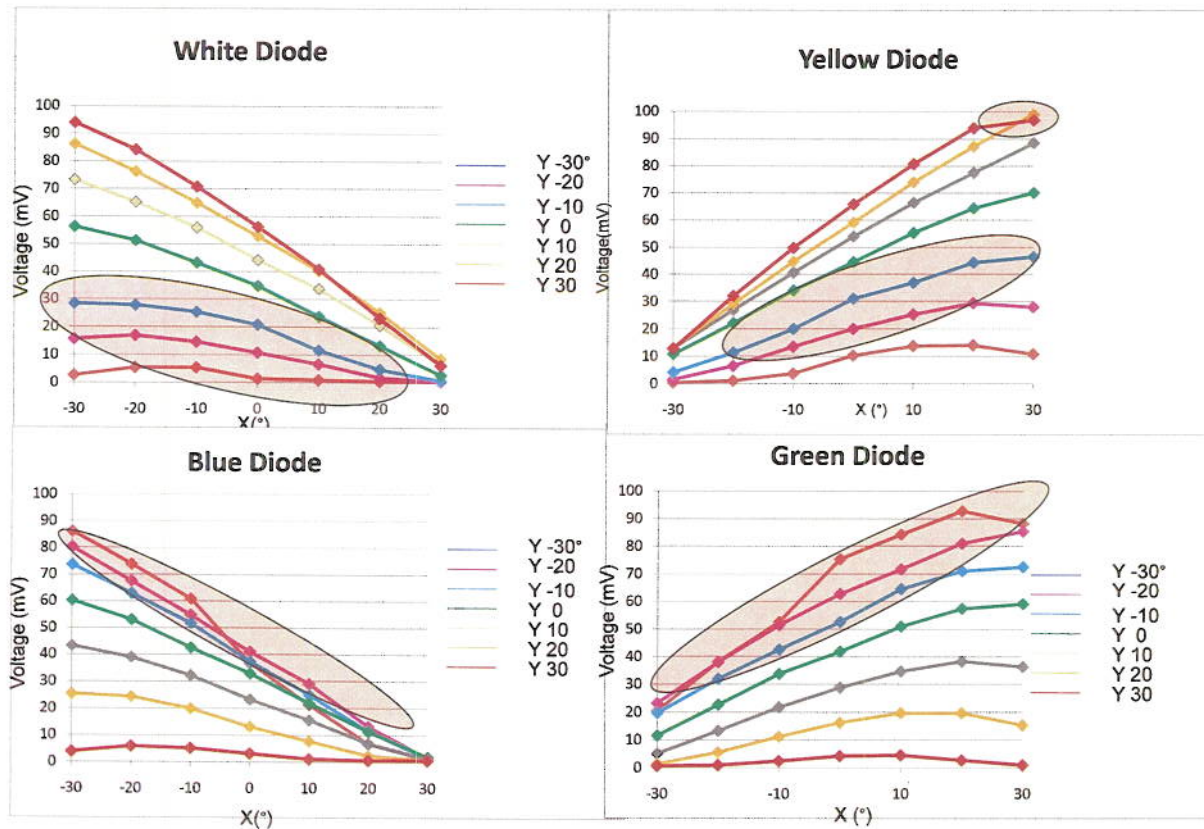 White Diode
100
90
80
70
60
50
40
30
20
10
0
Voltage (mV)
-30
-20
-10
0
10
20
30
X(°)
Y -30°
Y -20
Y -10
Y 0
Y 10
Y 20
Y 30
Yellow Diode
100
90
80
70
60
50
40
30
20
10
0
Voltage(mV)
-30
-10
X (°)
10
30
Blue Diode
100
90
80
70
60
50
40
30
20
10
0
Voltage (mV)
-30
-20
-10
0
10
20
30
X(°)
Y -30°
Y -20
Y -10
Y 0
Y 10
Y 20
Y 30
Green Diode
100
90
80
70
60
50
40
30
20
10
0
Voltage (mV)
-30
-10
10
30
X (°)
Y -30°
Y -20
Y -10
Y 0
Y 10
Y 20
Y 30